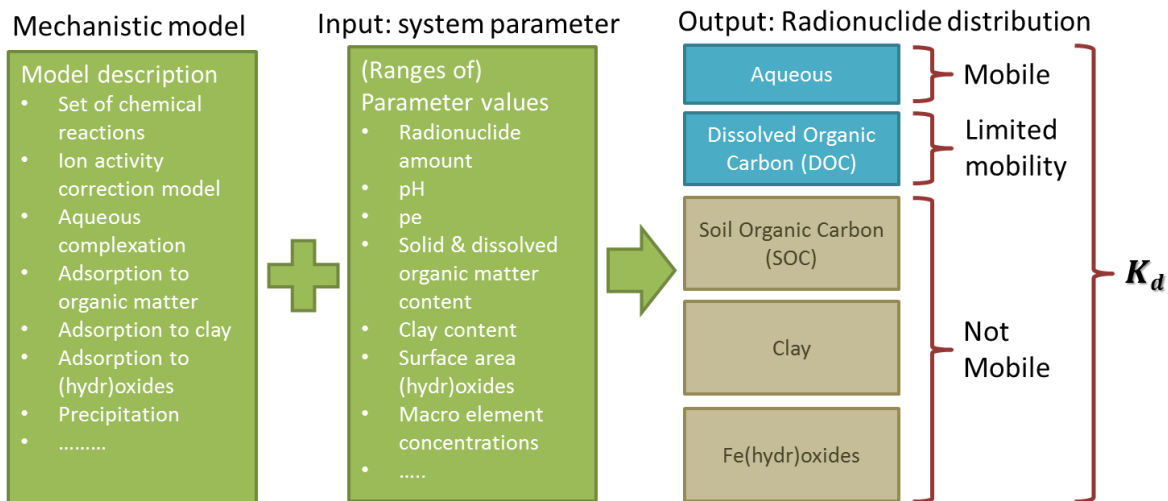 Mechanistic model
Model description
• Set of chemical
reactions
• Ion activity
correction model
• Aqueous
complexation
• Adsorption to
organic matter
• Adsorption to clay
• Adsorption to
(hydr)oxides
• Precipitation
• .........
Input: system parameter
(Ranges of)
Parameter values
• Radionuclide
amount
• pH
• pe
• Solid & dissolved
organic matter
content
• Clay content
• Surface area
(hydr)oxides
• Macro element
concentrations
• .....
Output: Radionuclide distribution
Aqueous
Mobile
Dissolved Organic
Carbon (DOC)
Limited
mobility
Soil Organic Carbon
(SOC)
Clay
Fe(hydr)oxides
Not
Mobile
K_d